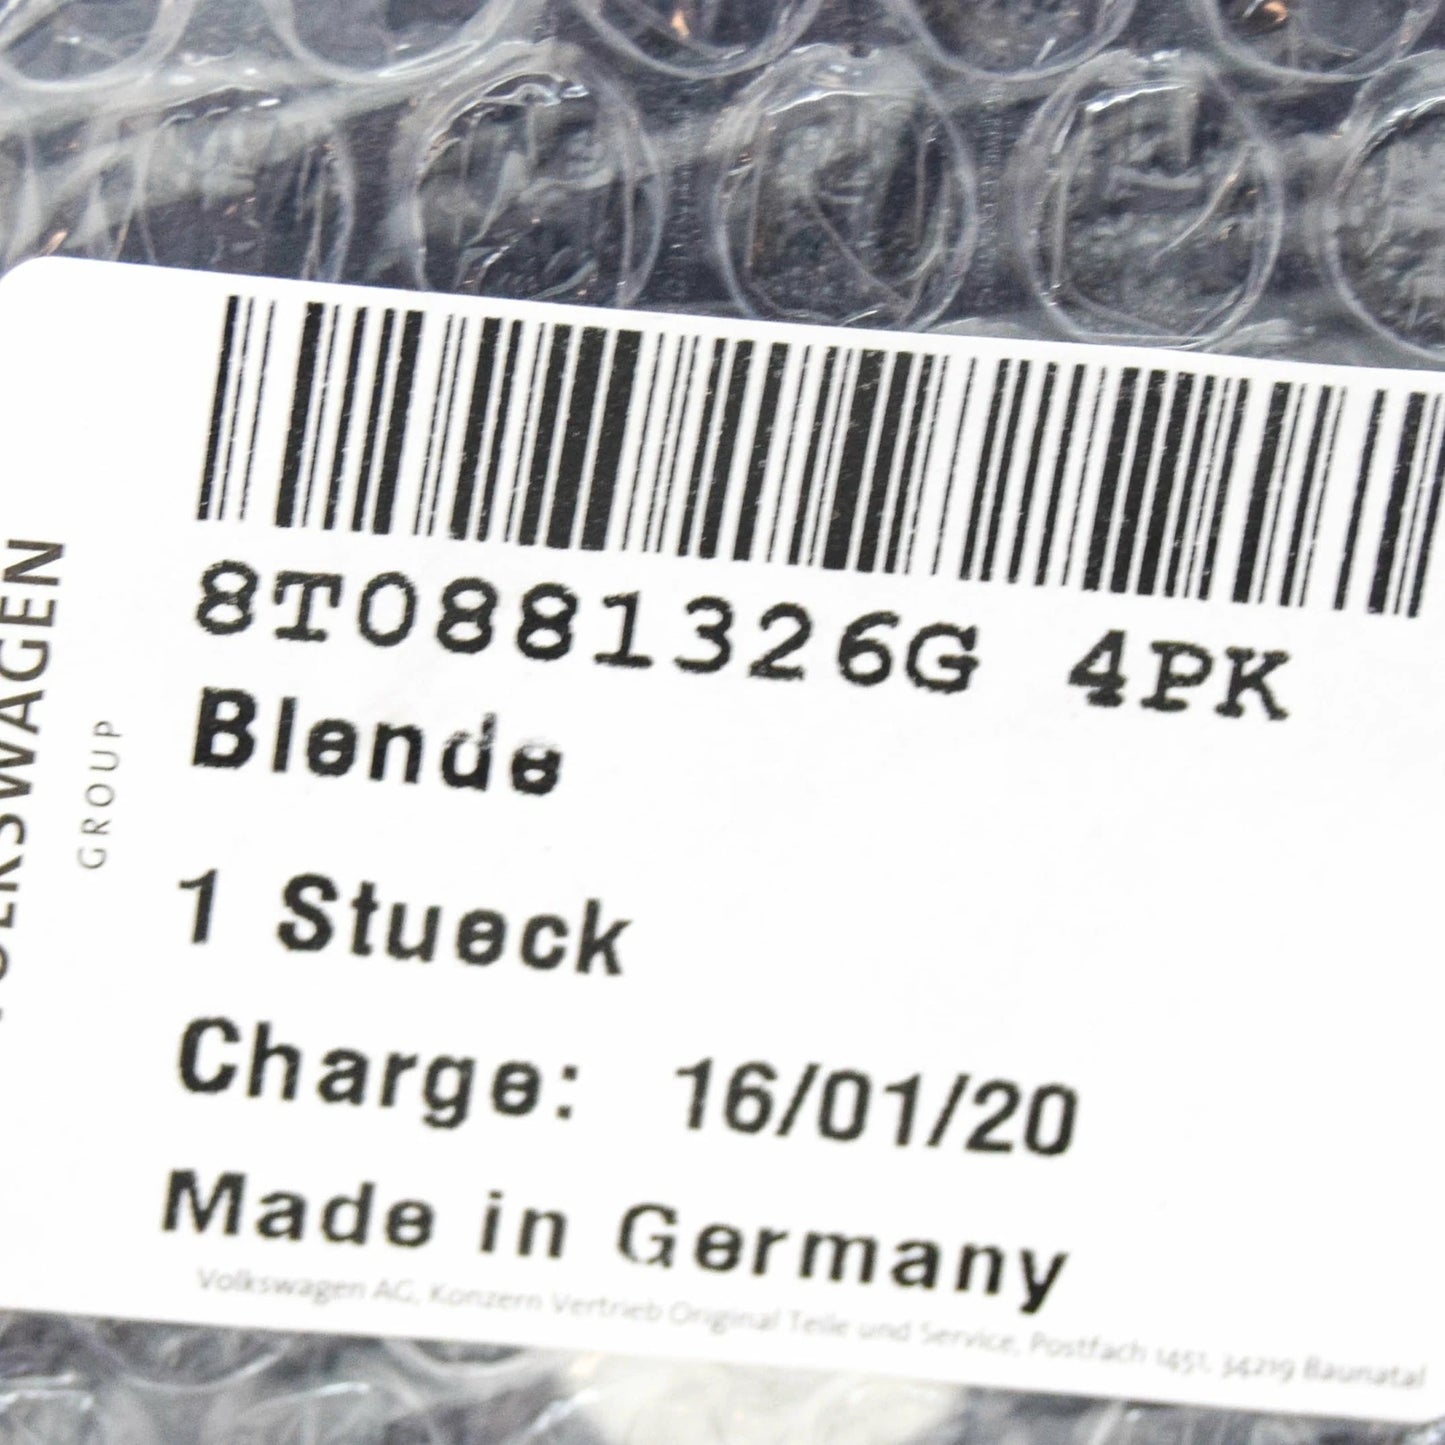 8T0881326G 4PK
Blende
1 Stueck
Charge: 16/01/20
Made in Germany
Volkswagen AG, Konzern Vertrieb Original Teile und Service, Postfach 1451, 34219 Baunatal
VOLKSWAGEN
GROUP